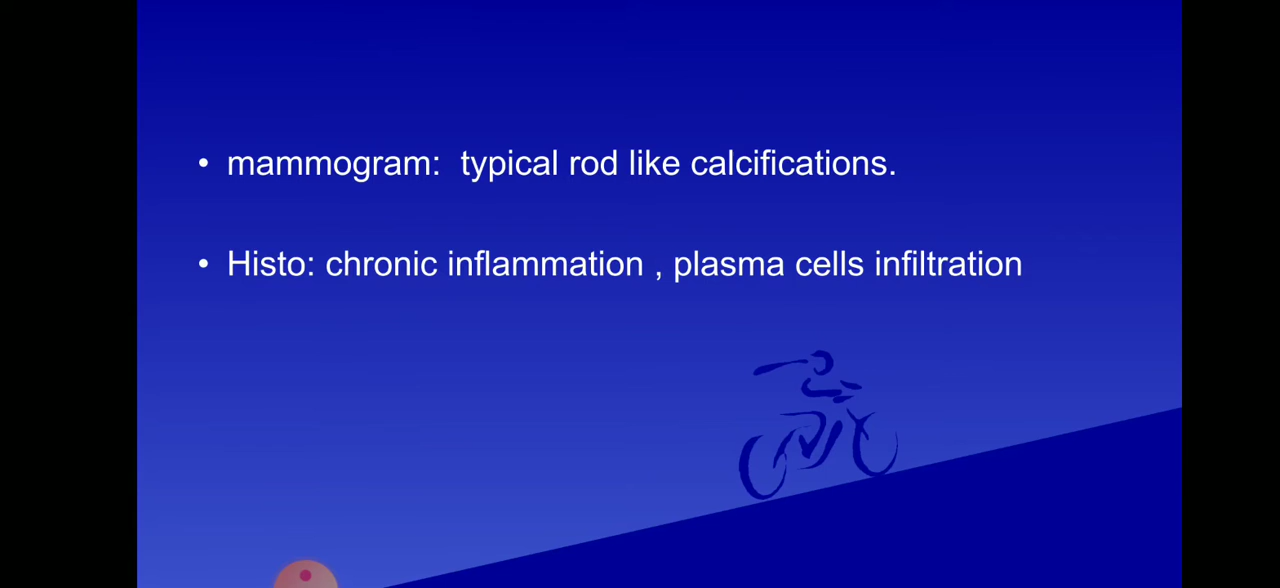 • mammogram:  typical rod like calcifications.
• Histo: chronic inflammation , plasma cells infiltration